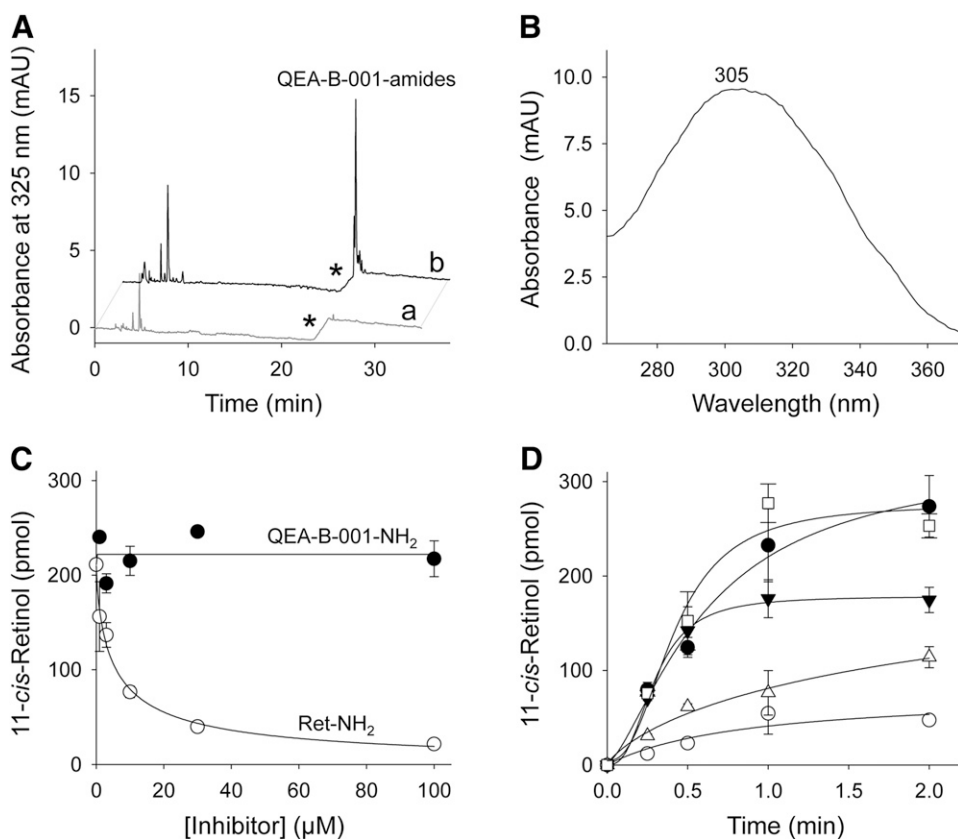 A
Absorbance at 325 nm (mAU)
15
10
5
0
QEA-B-001-amides
*
b
*
a
0 10 20 30
Time (min)
B
Absorbance (mAU)
10.0
7.5
5.0
2.5
0.0
305
280 300 320 340 360
Wavelength (nm)
C
11-cis-Retinol (pmol)
300
200
100
0
QEA-B-001-NH₂
Ret-NH₂
0 20 40 60 80 100
[Inhibitor] (µM)
D
11-cis-Retinol (pmol)
300
200
100
0
0.0 0.5 1.0 1.5 2.0
Time (min)